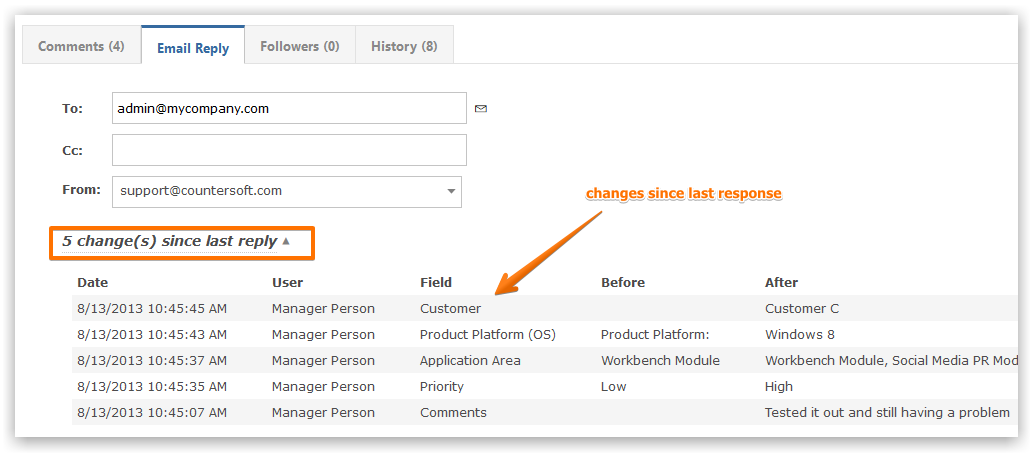 Comments (4) Email Reply Followers (0) History (8)
To: admin@mycompany.com
Cc:
From: support@countersoft.com
changes since last response
5 change(s) since last reply
Date User Field Before After
8/13/2013 10:45:45 AM Manager Person Customer Customer C
8/13/2013 10:45:43 AM Manager Person Product Platform (OS) Product Platform: Windows 8
8/13/2013 10:45:37 AM Manager Person Application Area Workbench Module Workbench Module, Social Media PR Mod
8/13/2013 10:45:35 AM Manager Person Priority Low High
8/13/2013 10:45:07 AM Manager Person Comments Tested it out and still having a problem